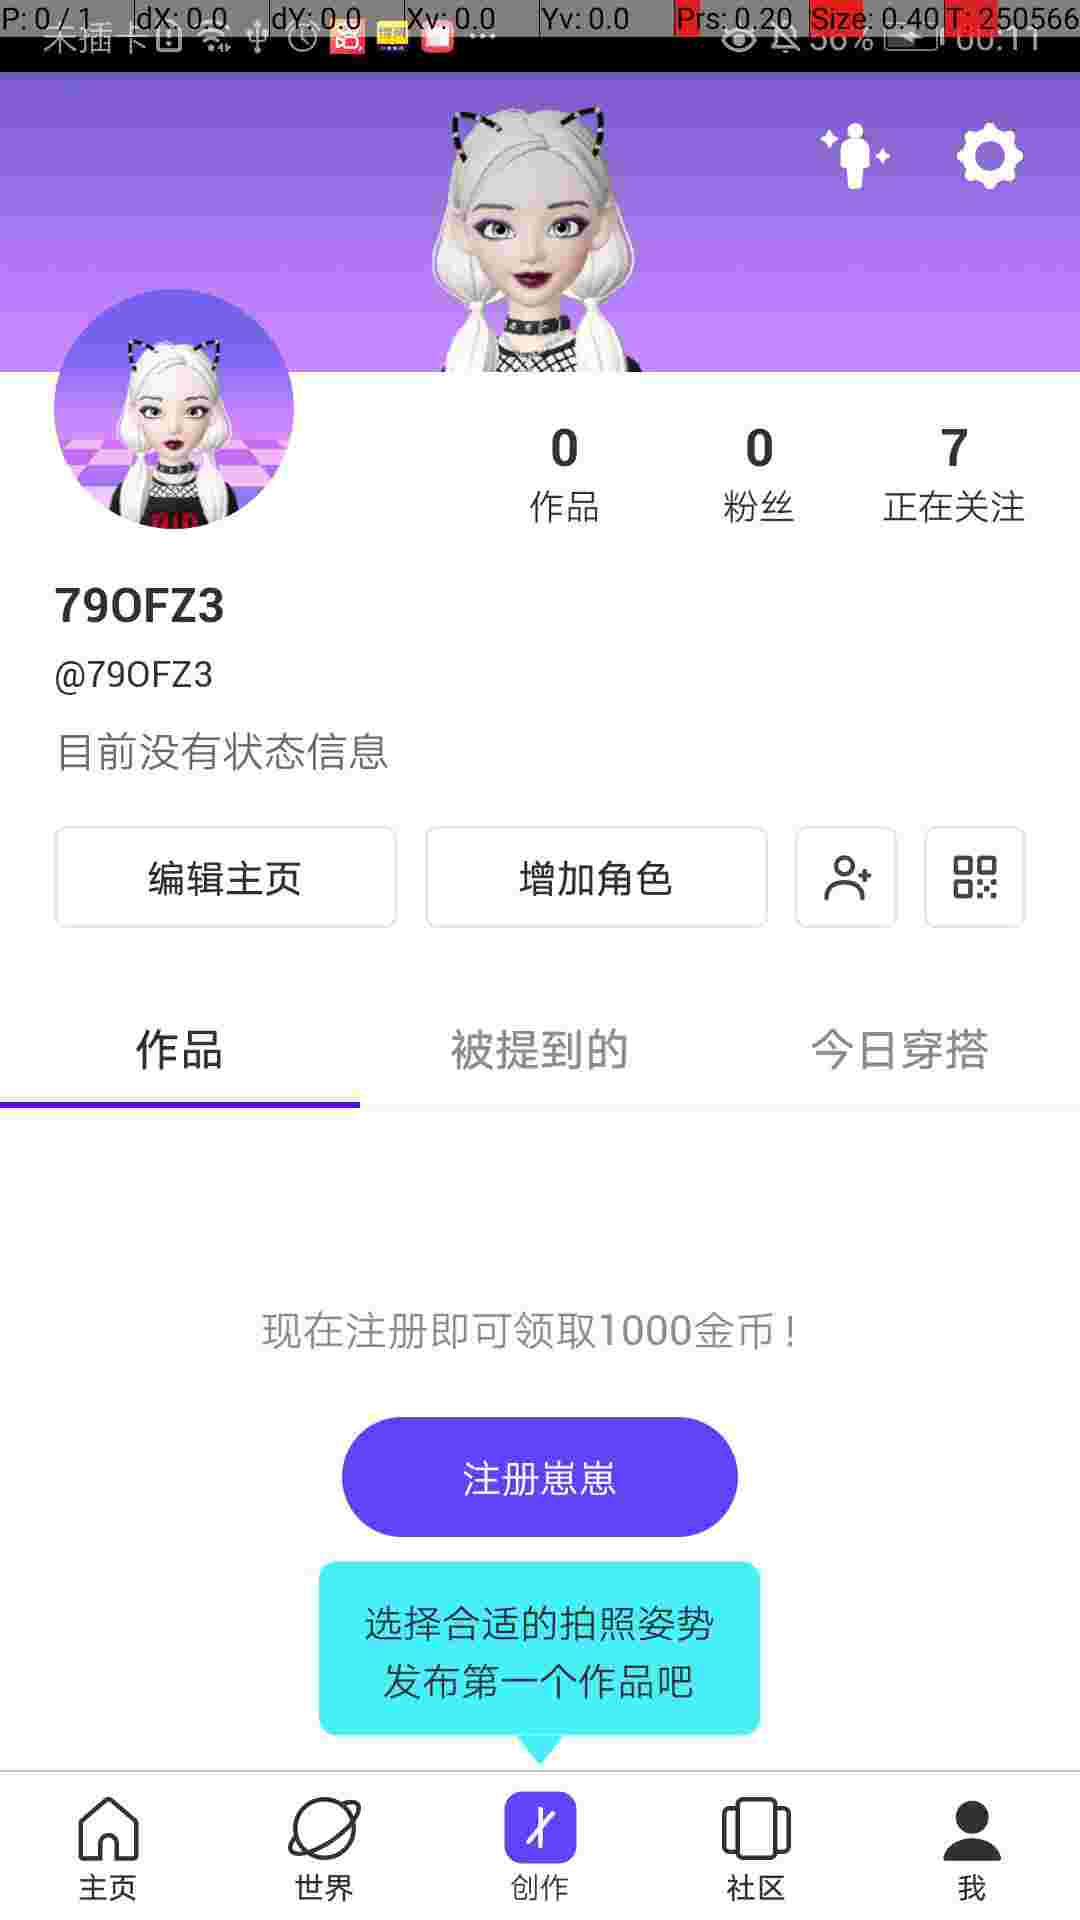 P: 0 / 1
dX: 0.0
dY: 0.0
Xv: 0.0
Yv: 0.0
Prs: 0.20
Size: 0.40
T: 250566
未插卡
56%
00:11
0
作品
0
粉丝
7
正在关注
79OFZ3
@79OFZ3
目前没有状态信息
编辑主页
增加角色
作品
被提到的
今日穿搭
现在注册即可领取1000金币!
注册崽崽
选择合适的拍照姿势
发布第一个作品吧
主页
世界
创作
社区
我